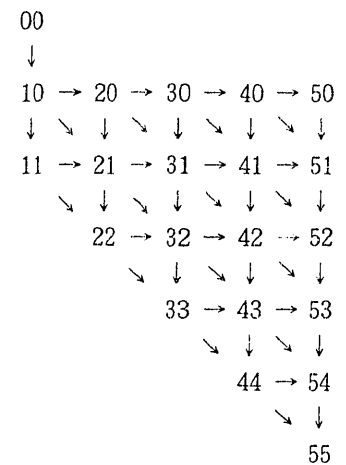 00
↓
10 → 20 → 30 → 40 → 50
↓ ↘ ↓ ↘ ↓ ↘ ↓ ↘ ↓
11 → 21 → 31 → 41 → 51
↘ ↓ ↘ ↓ ↘ ↓ ↘ ↓
22 → 32 → 42 → 52
↘ ↓ ↘ ↓ ↘ ↓
33 → 43 → 53
↘ ↓ ↘ ↓
44 → 54
↘ ↓
55